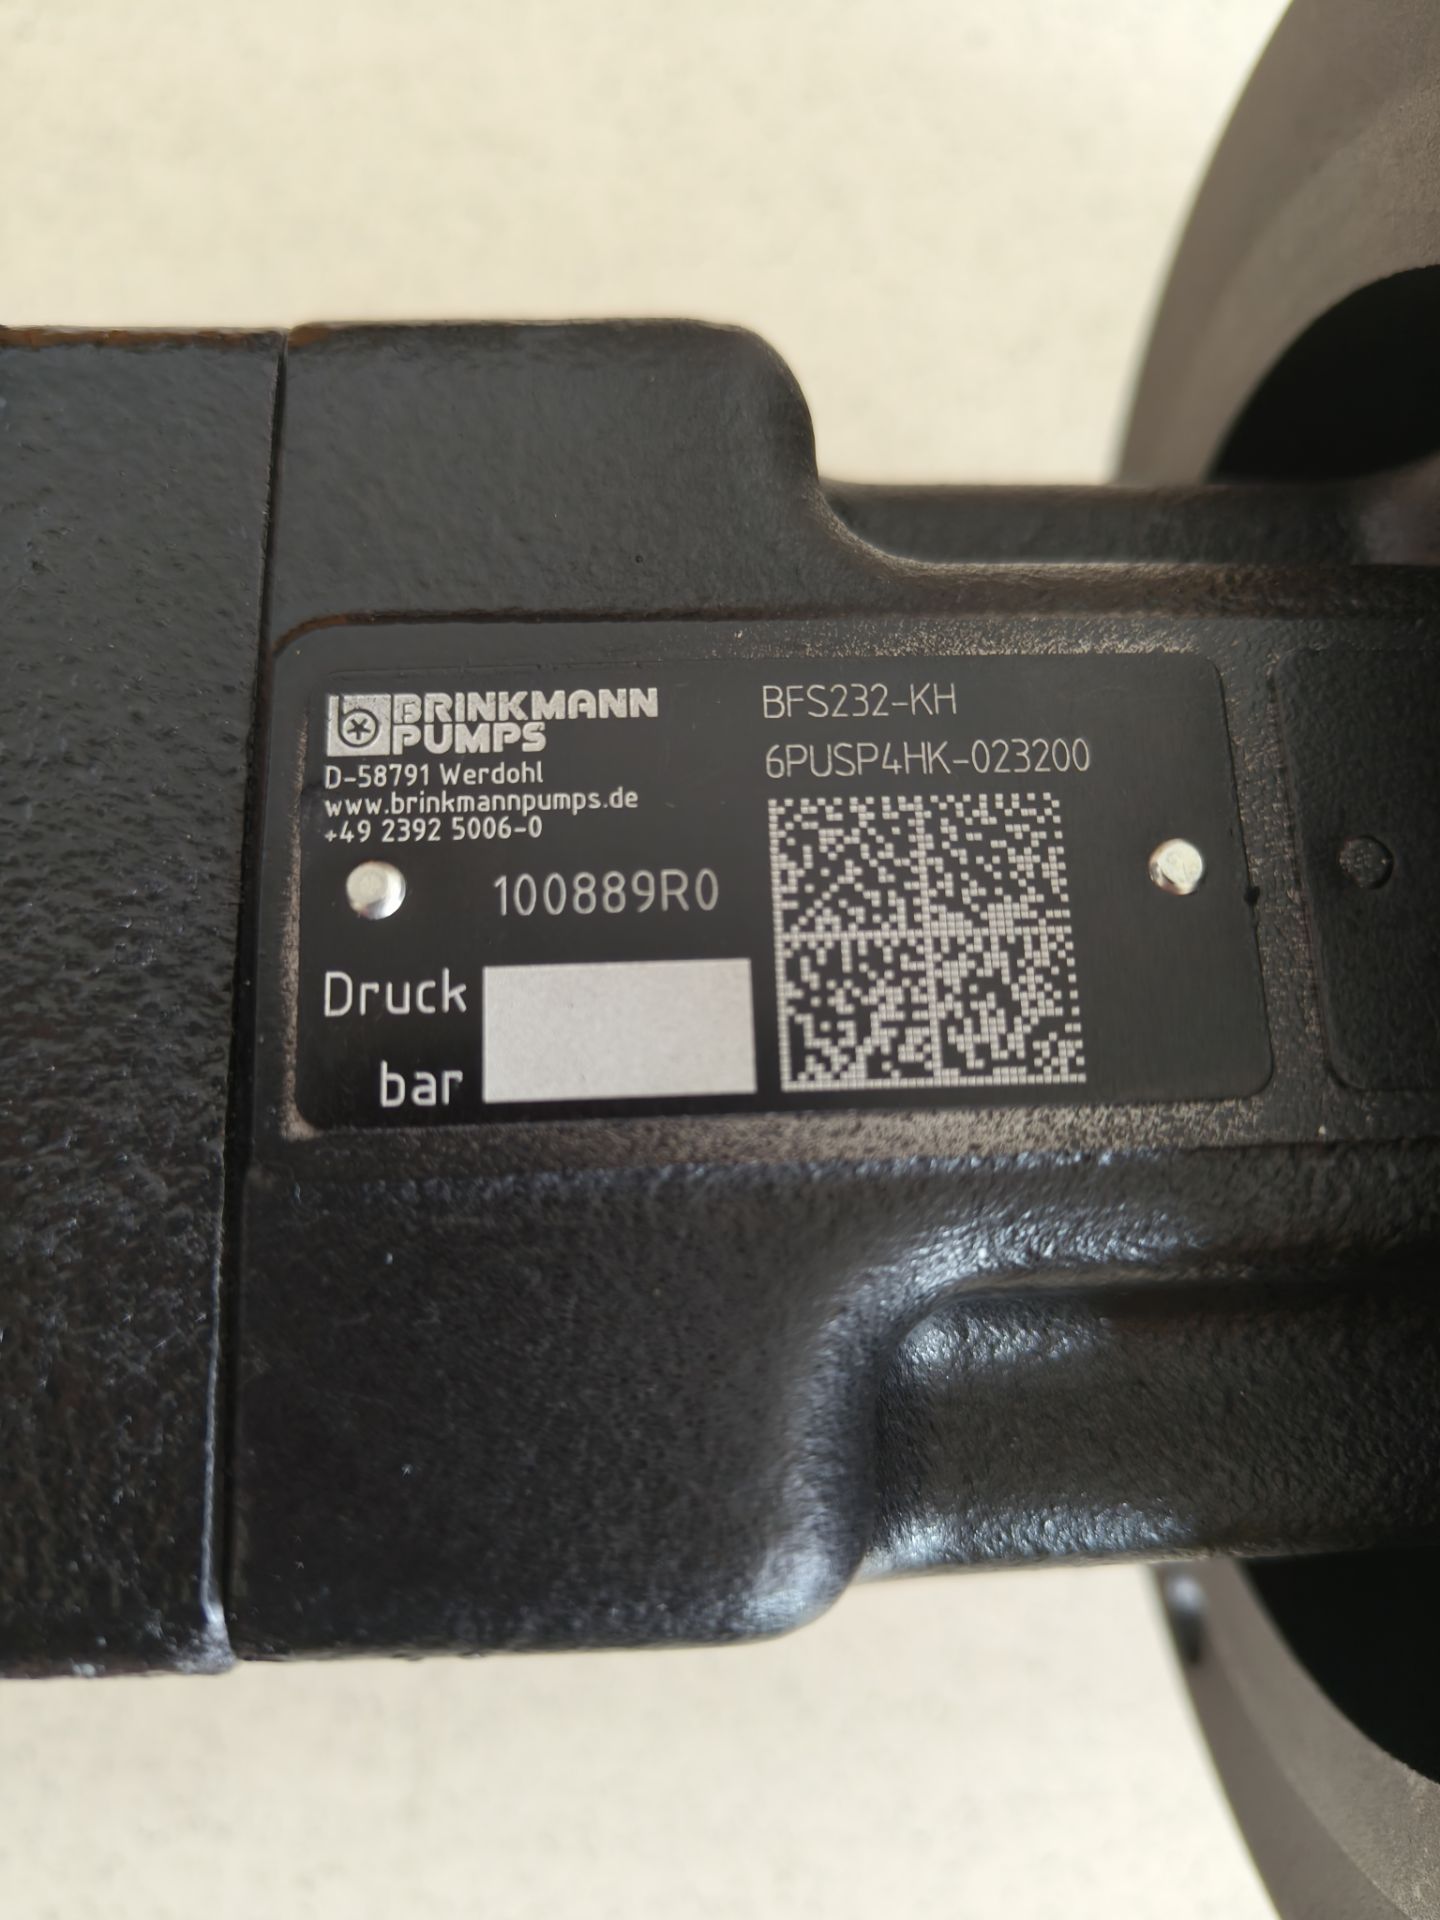 BRINKMANN
PUMPS
D-58791 Werdohl
www.brinkmannpumps.de
+49 2392 5006-0
BFS232-KH
6PUSP4HK-023200
100889R0
Druck
bar